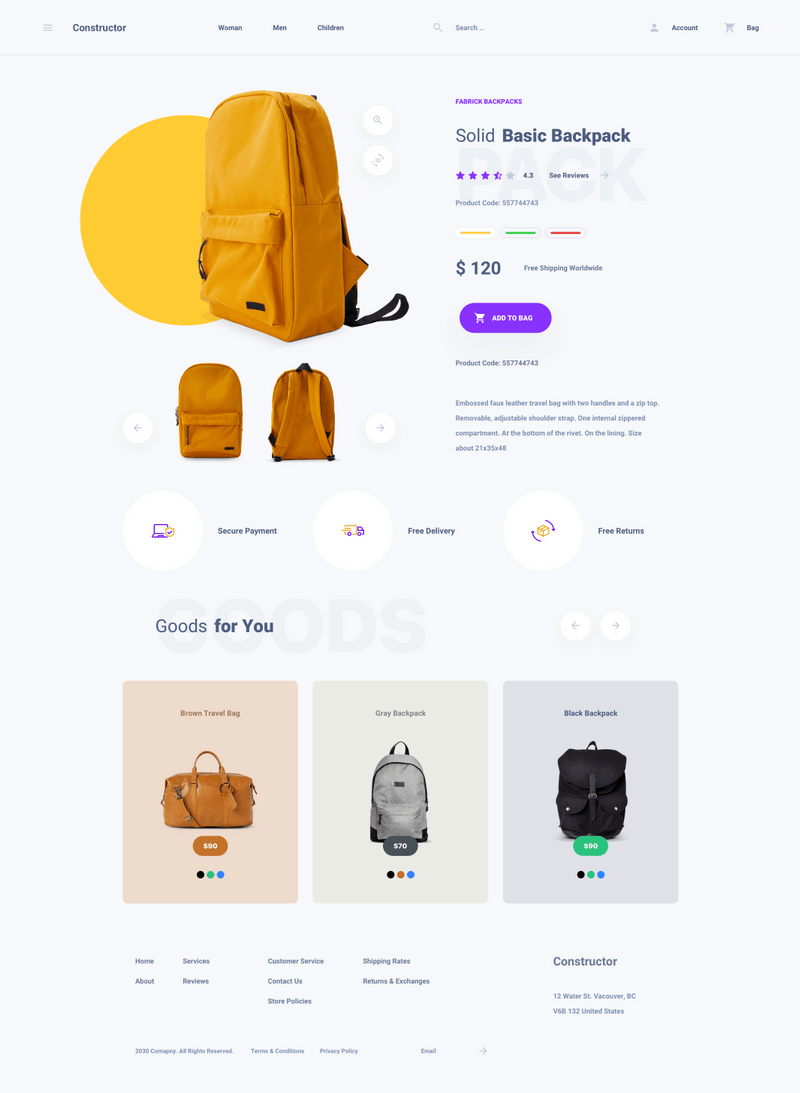 Constructor
Woman
Men
Children
Search ...
Account
Bag
FABRICK BACKPACKS
Solid Basic Backpack
PACK
4.3
See Reviews
Product Code: 557744743
$ 120
Free Shipping Worldwide
ADD TO BAG
Product Code: 557744743
Embossed faux leather travel bag with two handles and a zip top.
Removable, adjustable shoulder strap. One internal zippered
compartment. At the bottom of the rivet. On the lining. Size
about 21x35x48
Secure Payment
Free Delivery
Free Returns
GOODS
Goods for You
Brown Travel Bag
Gray Backpack
Black Backpack
$90
$70
$90
Home
Services
Customer Service
Shipping Rates
Constructor
About
Reviews
Contact Us
Returns & Exchanges
Store Policies
12 Water St. Vacouver, BC
V6B 132 United States
2030 Comapny. All Rights Reserved.
Terms & Conditions
Privacy Policy
Email